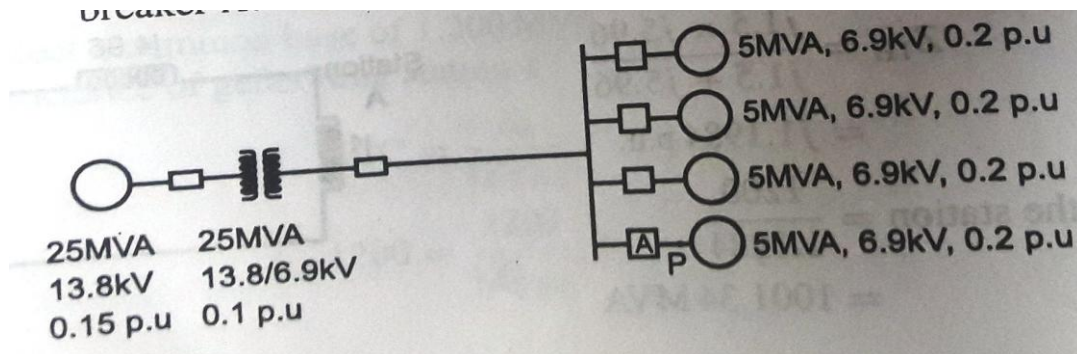 5MVA, 6.9kV, 0.2 p.u
5MVA, 6.9kV, 0.2 p.u
5MVA, 6.9kV, 0.2 p.u
A P 5MVA, 6.9kV, 0.2 p.u
25MVA 25MVA
13.8kV 13.8/6.9kV
0.15 p.u 0.1 p.u